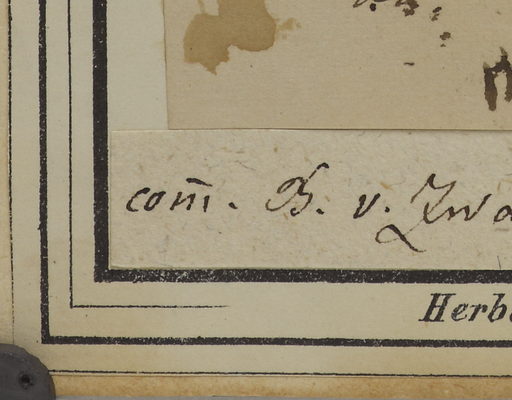 com̄. B. v. Zwa
Herb